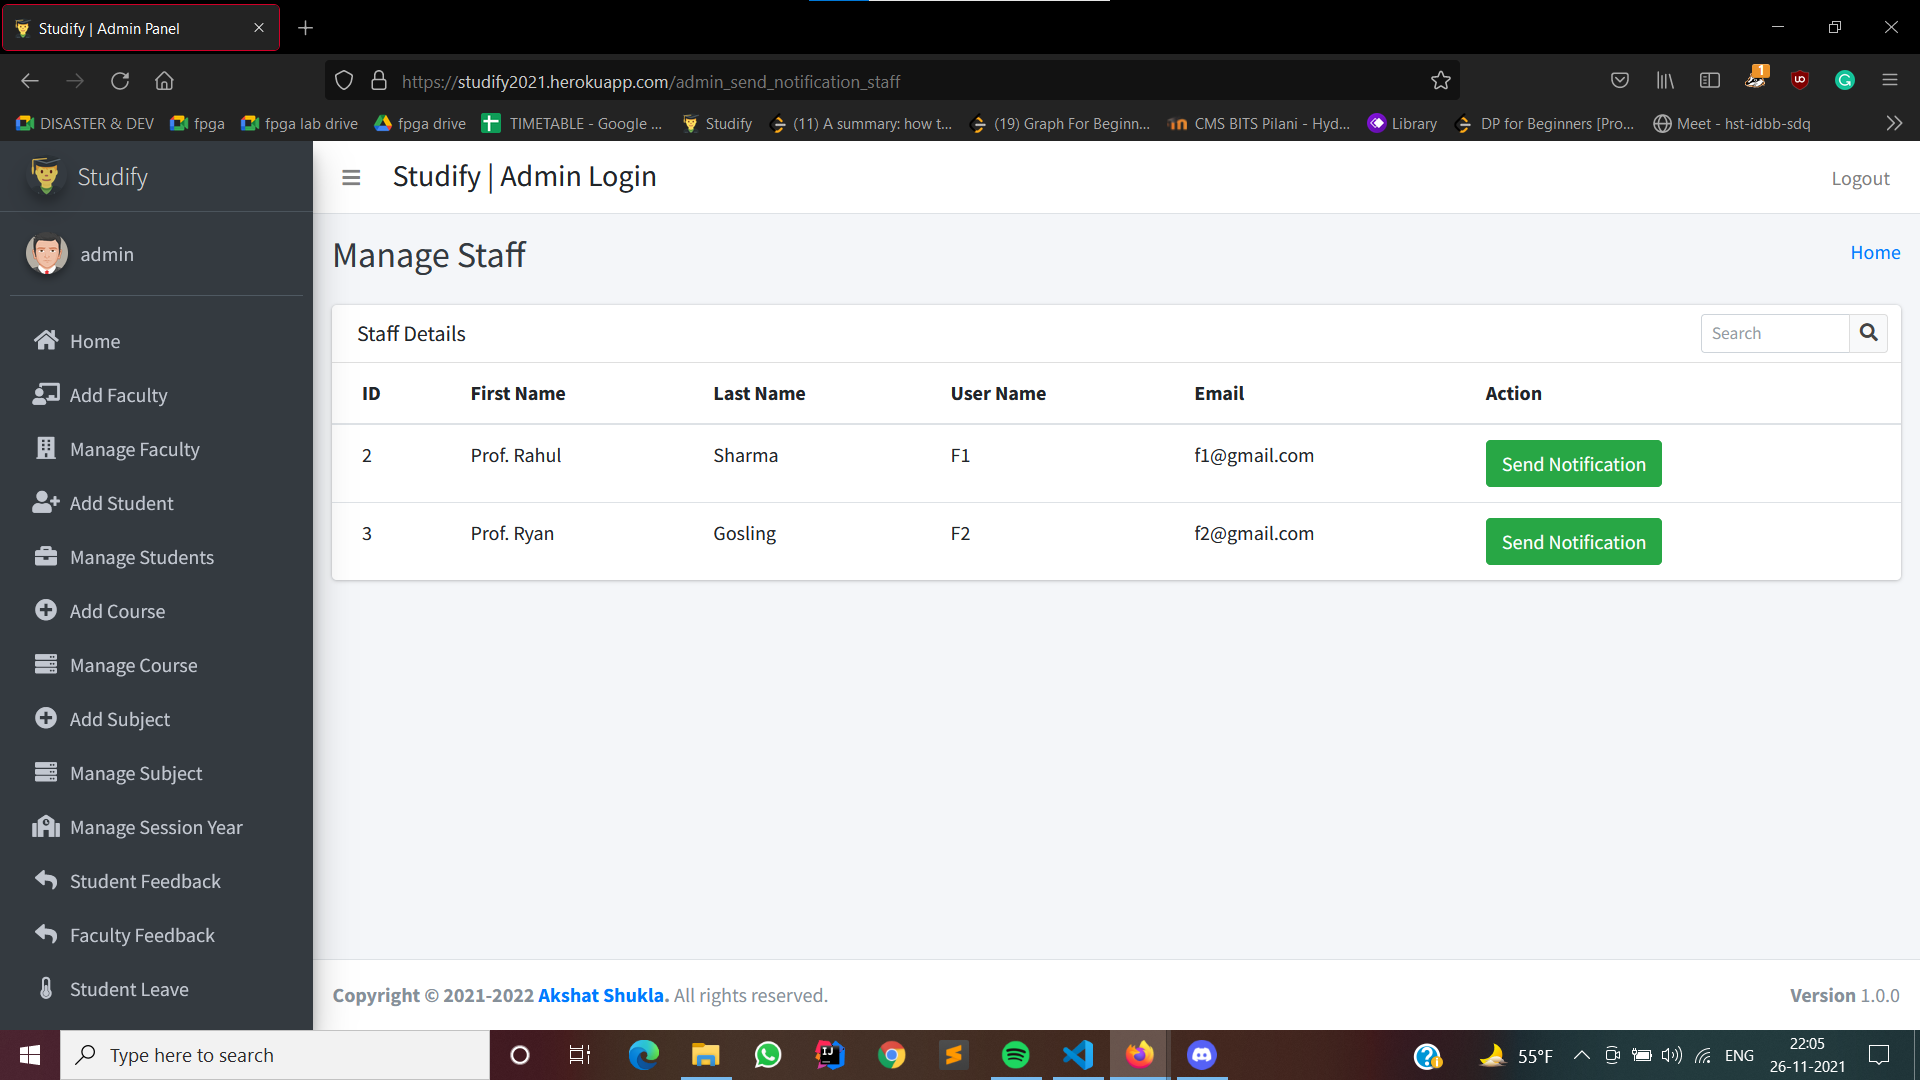 Studify | Admin Panel
https://studify2021.herokuapp.com/admin_send_notification_staff
1
DISASTER & DEV
fpga
fpga lab drive
fpga drive
TIMETABLE - Google ...
Studify
(11) A summary: how t...
(19) Graph For Beginn...
CMS BITS Pilani - Hyd...
Library
DP for Beginners [Pro...
Meet - hst-idbb-sdq
Studify
Studify | Admin Login
Logout
admin
Manage Staff
Home
Home
Add Faculty
Manage Faculty
Add Student
Manage Students
Add Course
Manage Course
Add Subject
Manage Subject
Manage Session Year
Student Feedback
Faculty Feedback
Student Leave
Staff Details
Search
ID First Name Last Name User Name Email Action
2 Prof. Rahul Sharma F1 f1@gmail.com Send Notification
3 Prof. Ryan Gosling F2 f2@gmail.com Send Notification
Copyright © 2021-2022 Akshat Shukla. All rights reserved.
Version 1.0.0
Type here to search
55°F
ENG
22:05
26-11-2021